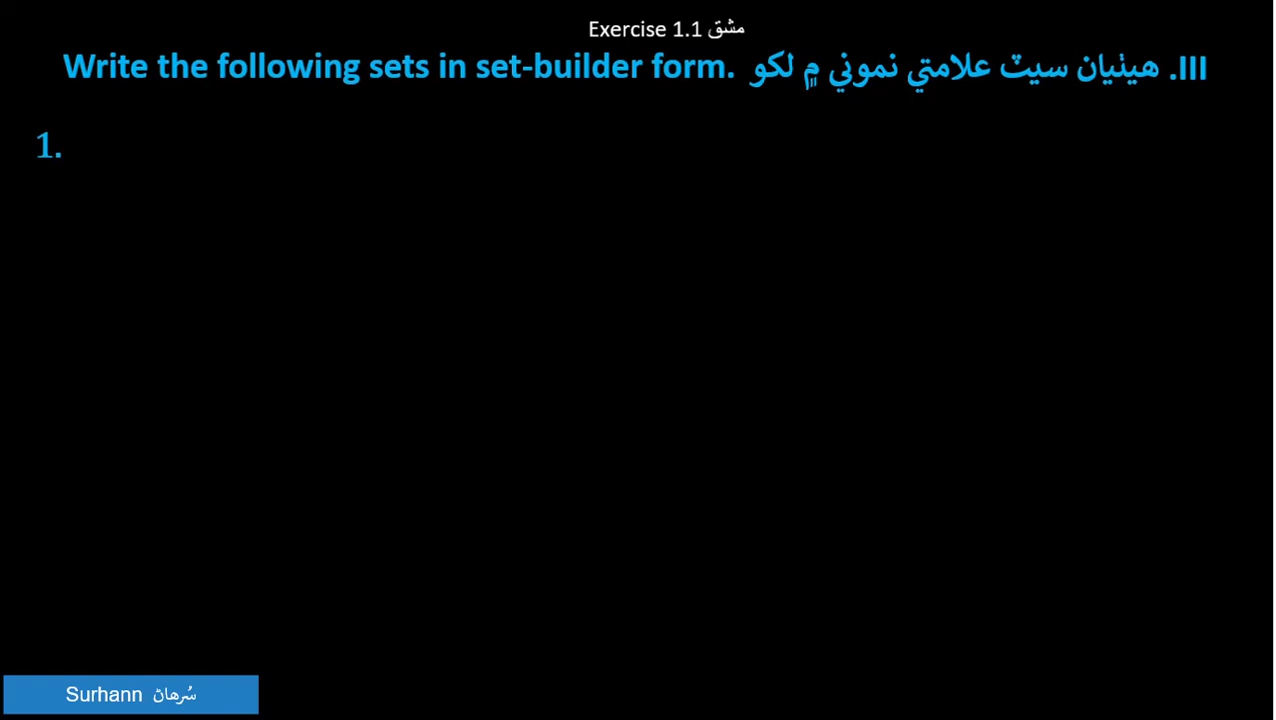 Exercise 1.1 مشق
Write the following sets in set-builder form. هيٺيان سيٽ علامتي نموني ۾ لکو .III
1.
Surhann سُرهاڻ